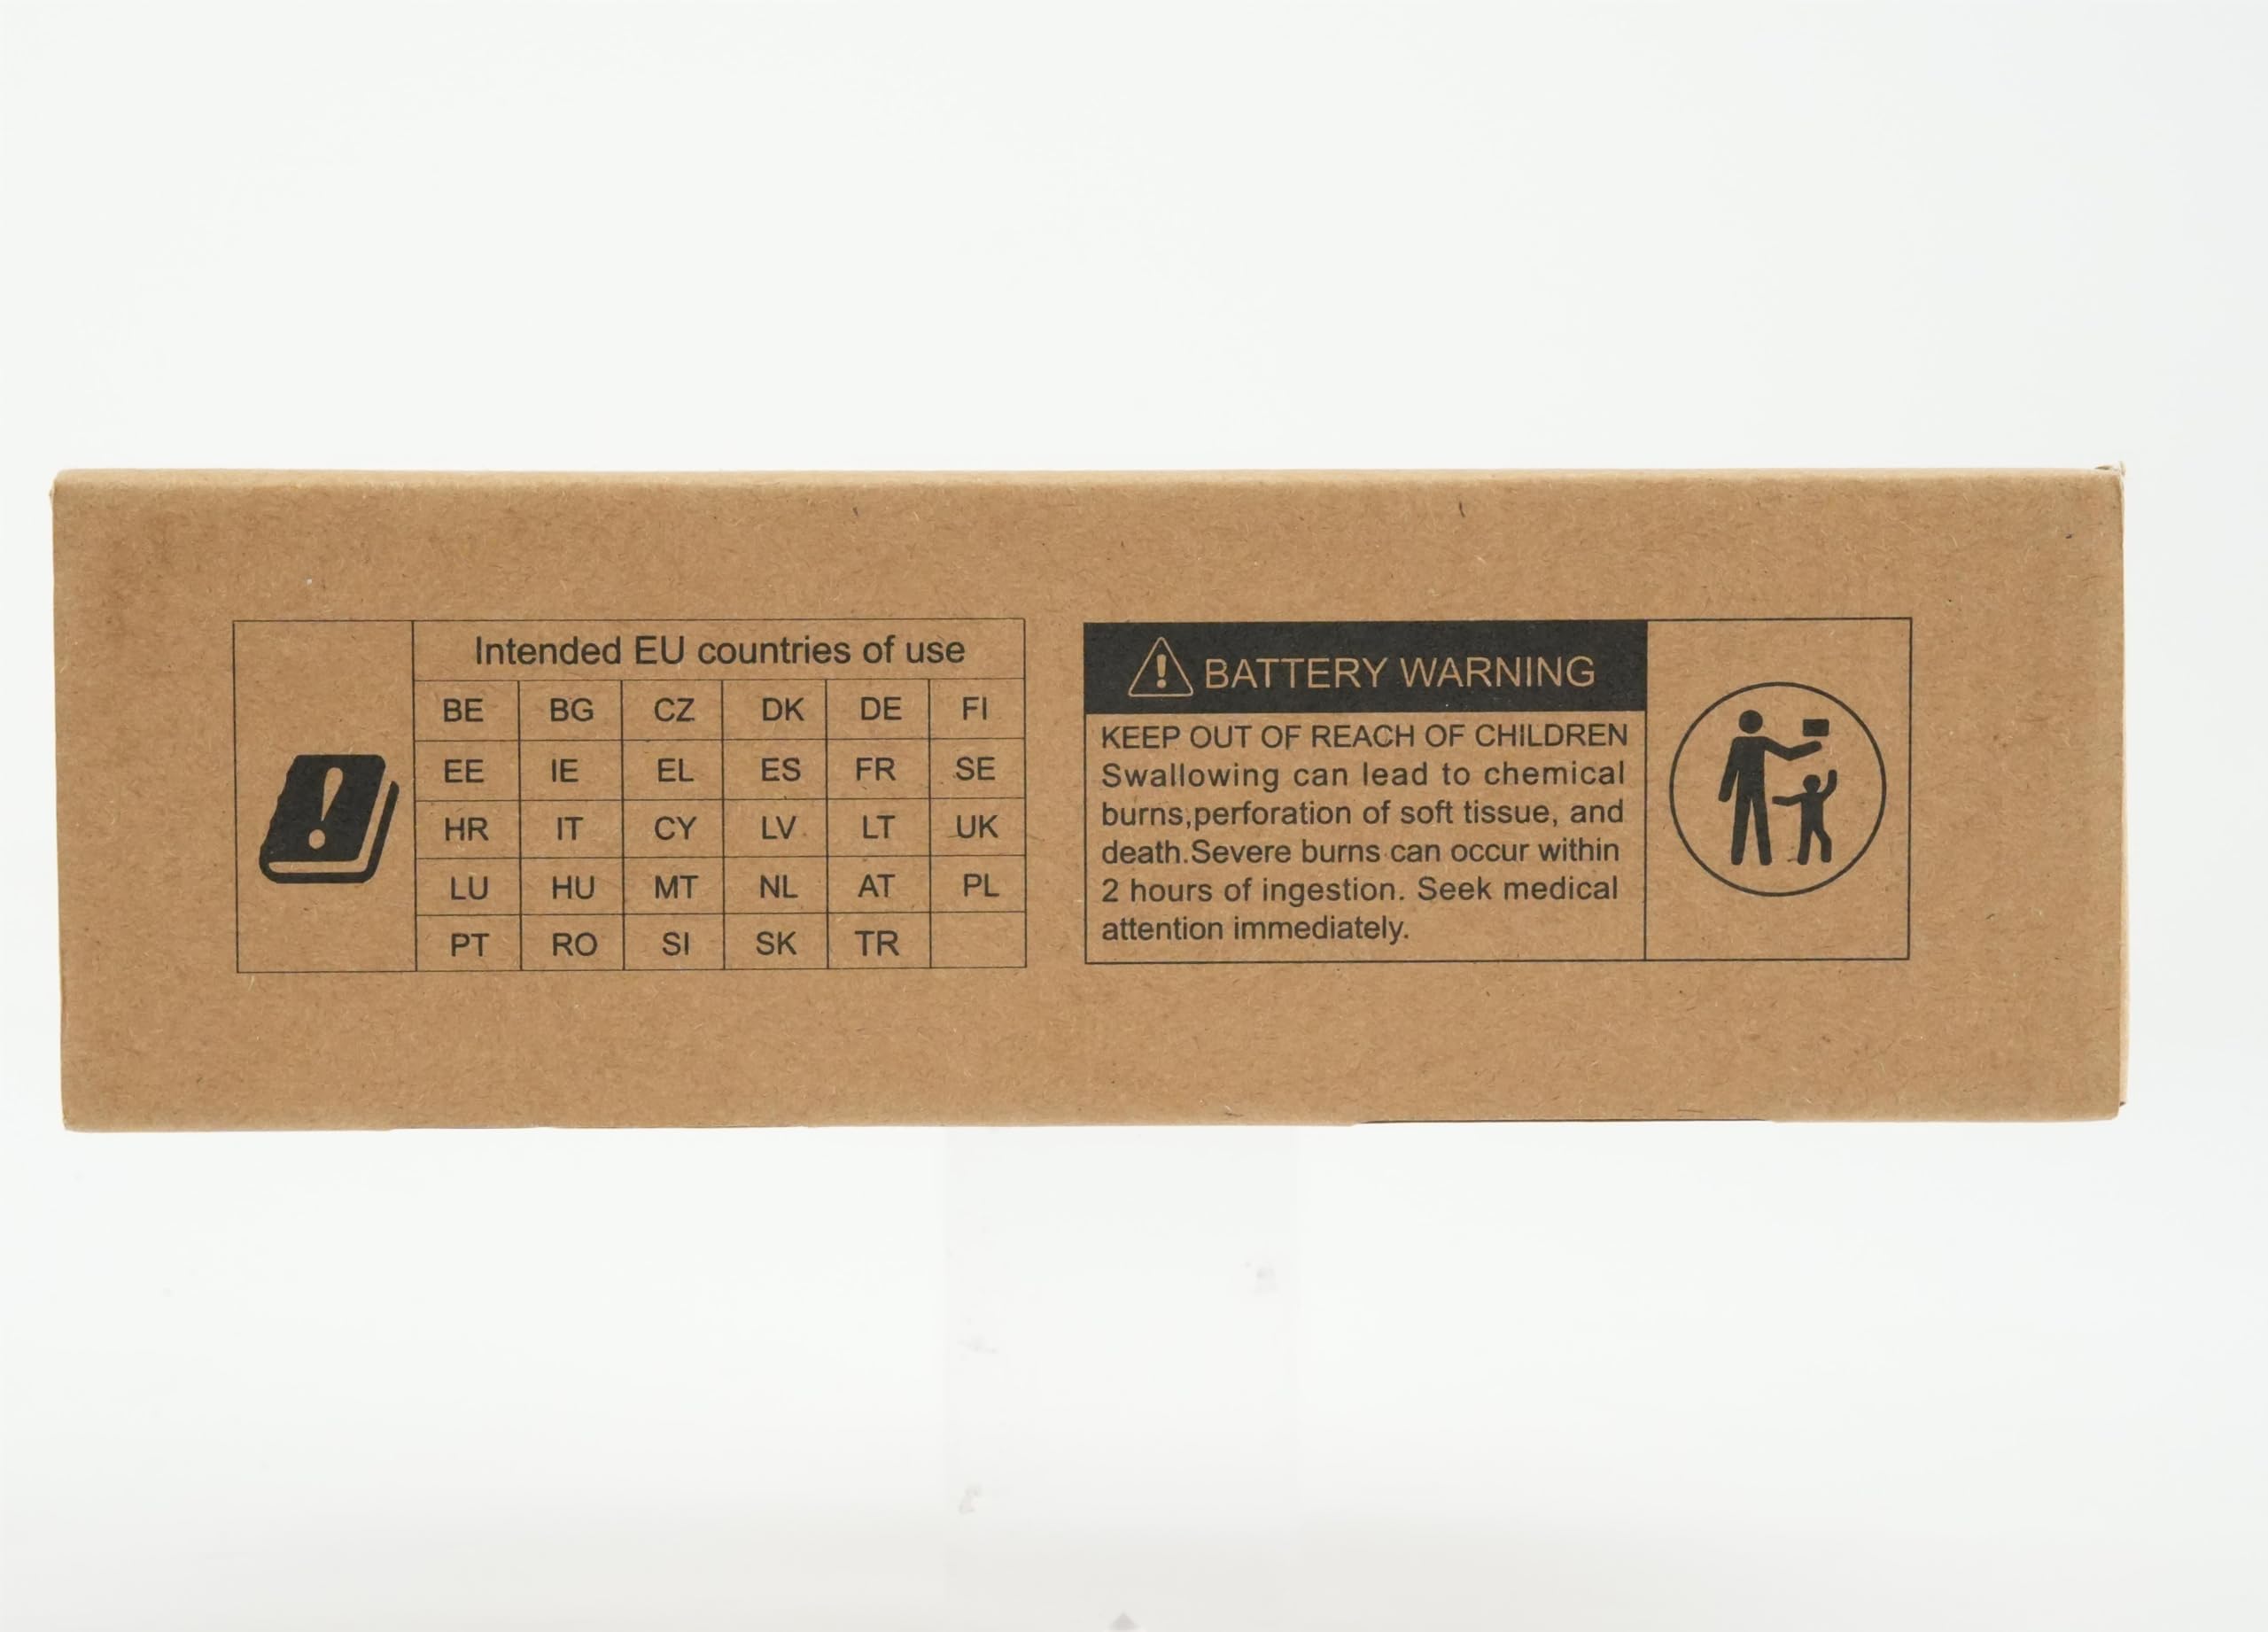 Intended EU countries of use
BE BG CZ DK DE FI
EE IE EL ES FR SE
HR IT CY LV LT UK
LU HU MT NL AT PL
PT RO SI SK TR
BATTERY WARNING
KEEP OUT OF REACH OF CHILDREN
Swallowing can lead to chemical
burns,perforation of soft tissue, and
death.Severe burns can occur within
2 hours of ingestion. Seek medical
attention immediately.